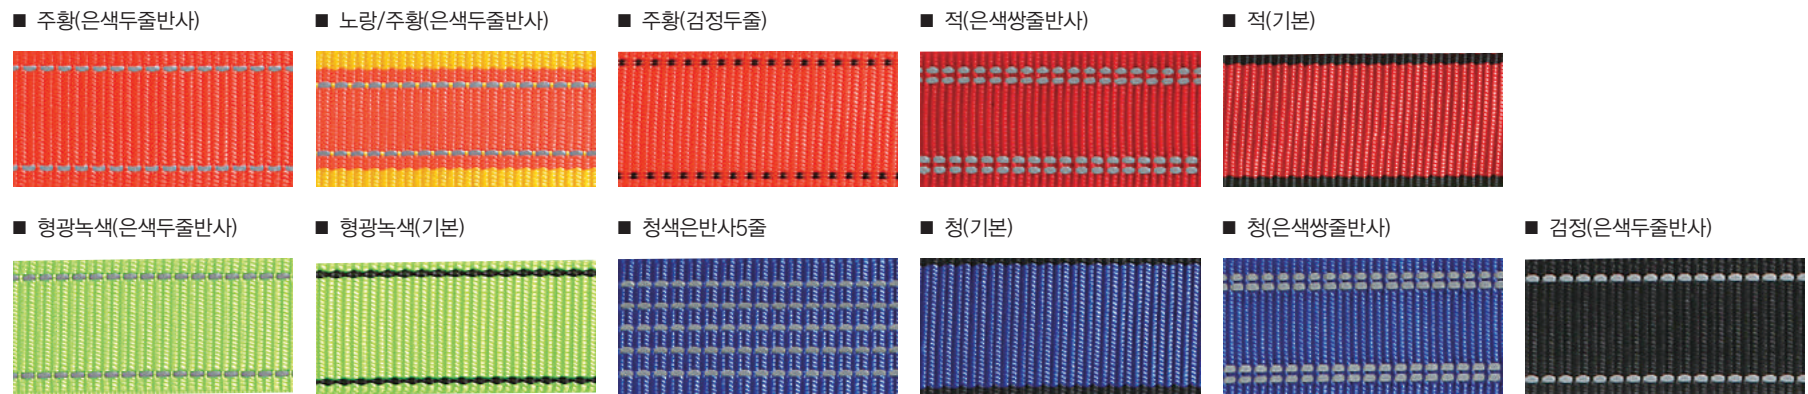 ■ 주황(은색두줄반사) ■ 노랑/주황(은색두줄반사) ■ 주황(검정두줄) ■ 적(은색쌍줄반사) ■ 적(기본)
■ 형광녹색(은색두줄반사) ■ 형광녹색(기본) ■ 청색은반사5줄 ■ 청(기본) ■ 청(은색쌍줄반사) ■ 검정(은색두줄반사)